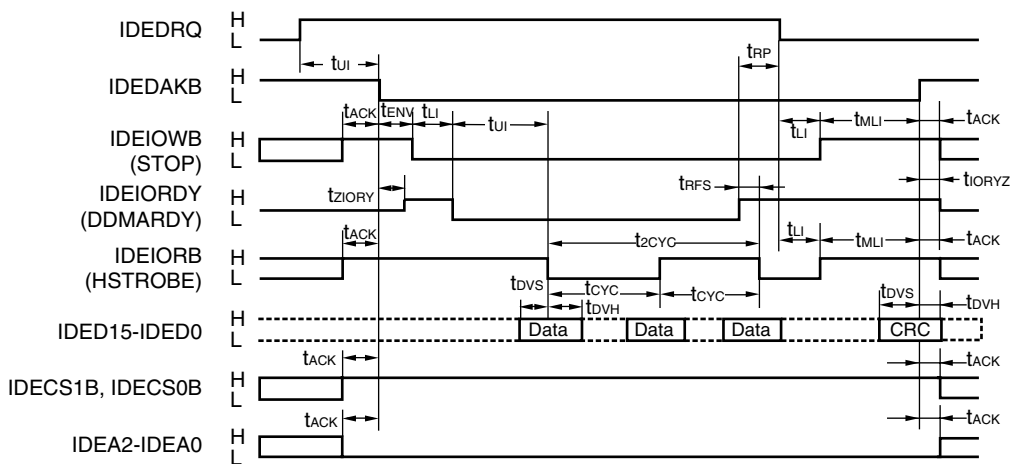 IDEDRQ H
L
tUI tRP
IDEDAKB H
L
tACK tENV tLI tUI tLI tMLI tACK
IDEIOWB H
(STOP) L
tZIORY tRFS tIORYZ
IDEIORDY H
(DDMARDY) L
tACK t2CYC tLI tMLI tACK
IDEIORB H
(HSTROBE) L
tDVS tCYC tCYC tDVS
tDVH tDVH
IDED15-IDED0 H
L
Data Data Data CRC
tACK tACK
IDECS1B, IDECS0B H
L
tACK tACK
IDEA2-IDEA0 H
L